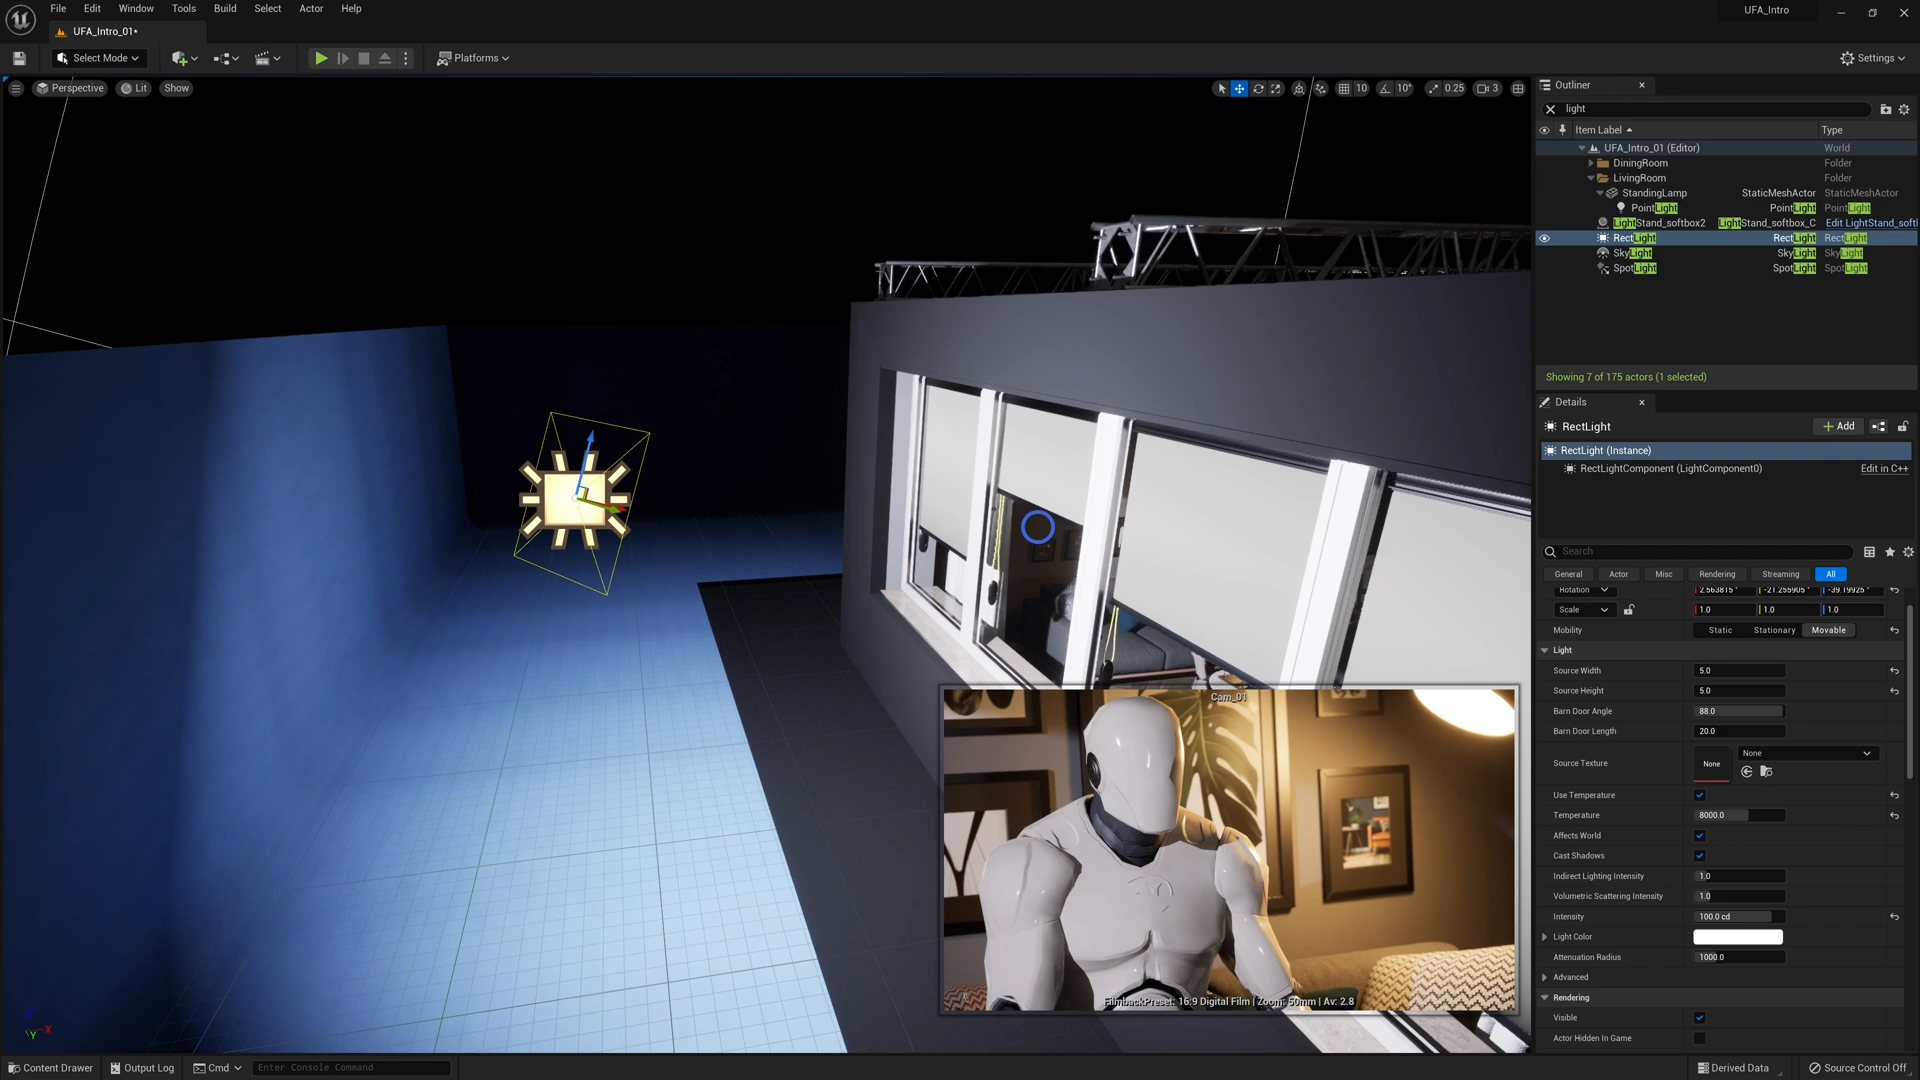 File Edit Window Tools Build Select Actor Help
UFA_Intro
UFA_Intro_01*
Select Mode
Platforms
Settings
Perspective
Lit
Show
10
10°
0.25
3
Outliner
light
Item Label
Type
UFA_Intro_01 (Editor)
World
DiningRoom
Folder
LivingRoom
Folder
StandingLamp
StaticMeshActor
StaticMeshActor
PointLight
PointLight
PointLight
LightStand_softbox2
LightStand_softbox_C
Edit LightStand_softl
RectLight
RectLight
RectLight
SkyLight
SkyLight
SkyLight
SpotLight
SpotLight
SpotLight
Showing 7 of 175 actors (1 selected)
Details
RectLight
Add
RectLight (Instance)
RectLightComponent (LightComponent0)
Edit in C++
Search
General
Actor
Misc
Rendering
Streaming
All
Rotation
2.563815 °
-21.255905 °
-39.19925 °
Scale
1.0
1.0
1.0
Mobility
Static
Stationary
Movable
Light
Source Width
5.0
Source Height
5.0
Barn Door Angle
88.0
Barn Door Length
20.0
Source Texture
None
None
Use Temperature
Temperature
8000.0
Affects World
Cast Shadows
Indirect Lighting Intensity
1.0
Volumetric Scattering Intensity
1.0
Intensity
100.0 cd
Light Color
Attenuation Radius
1000.0
Advanced
Rendering
Visible
Actor Hidden In Game
Cam_01
FilmbackPreset: 16:9 Digital Film | Zoom: 50mm | Av: 2.8
Z
X
Y
Content Drawer
Output Log
Cmd
Enter Console Command
Derived Data
Source Control Off